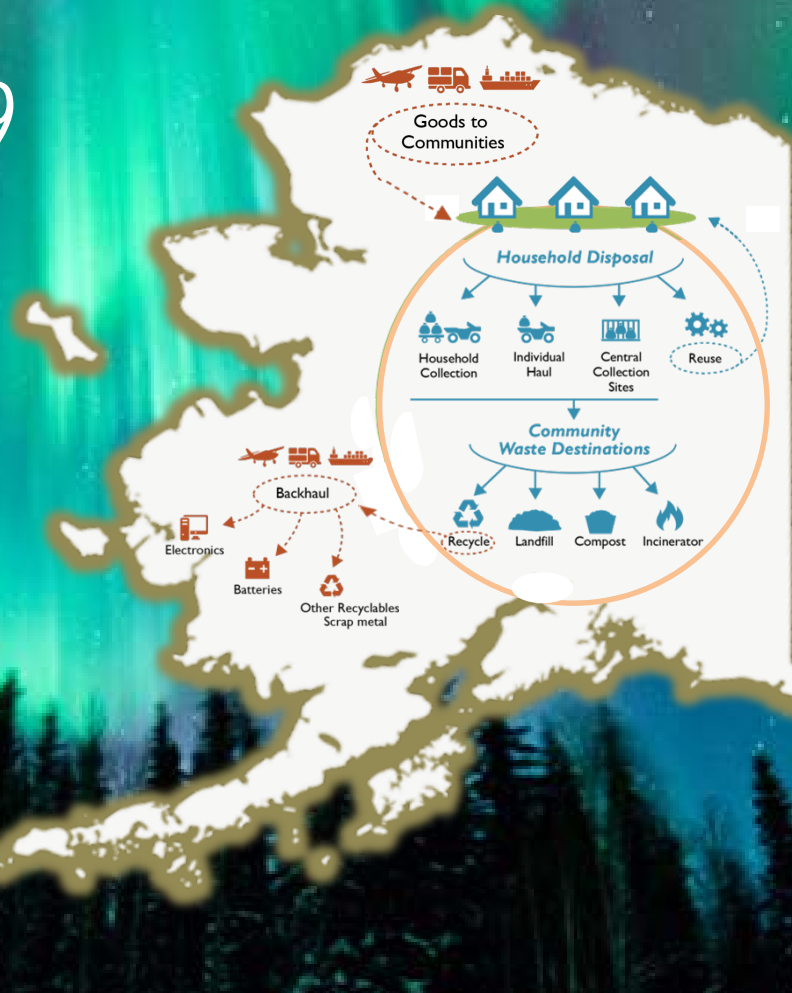 9
Goods to
Communities
Household Disposal
Household
Collection
Individual
Haul
Central
Collection
Sites
Reuse
Community
Waste Destinations
Recycle
Landfill
Compost
Incinerator
Backhaul
Electronics
Batteries
Other Recyclables
Scrap metal